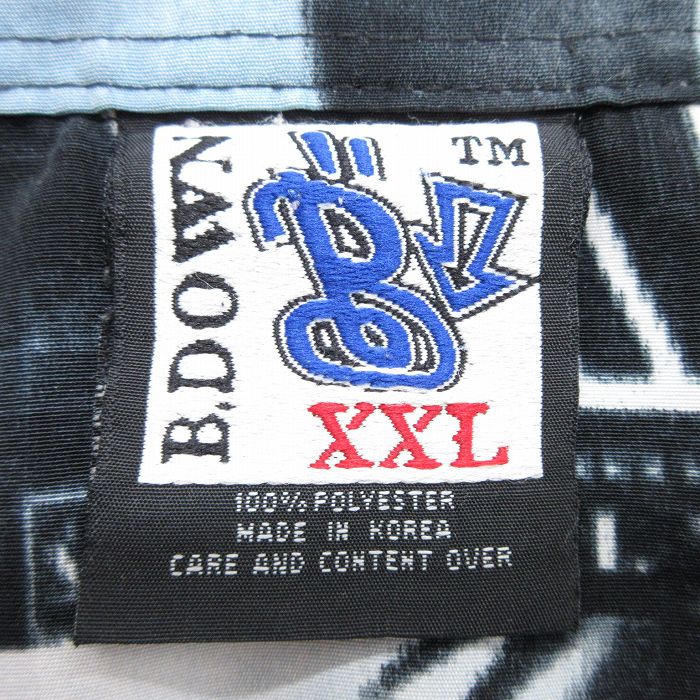 B.DOWN
B
TM
XXL
100% POLYESTER
MADE IN KOREA
CARE AND CONTENT OVER